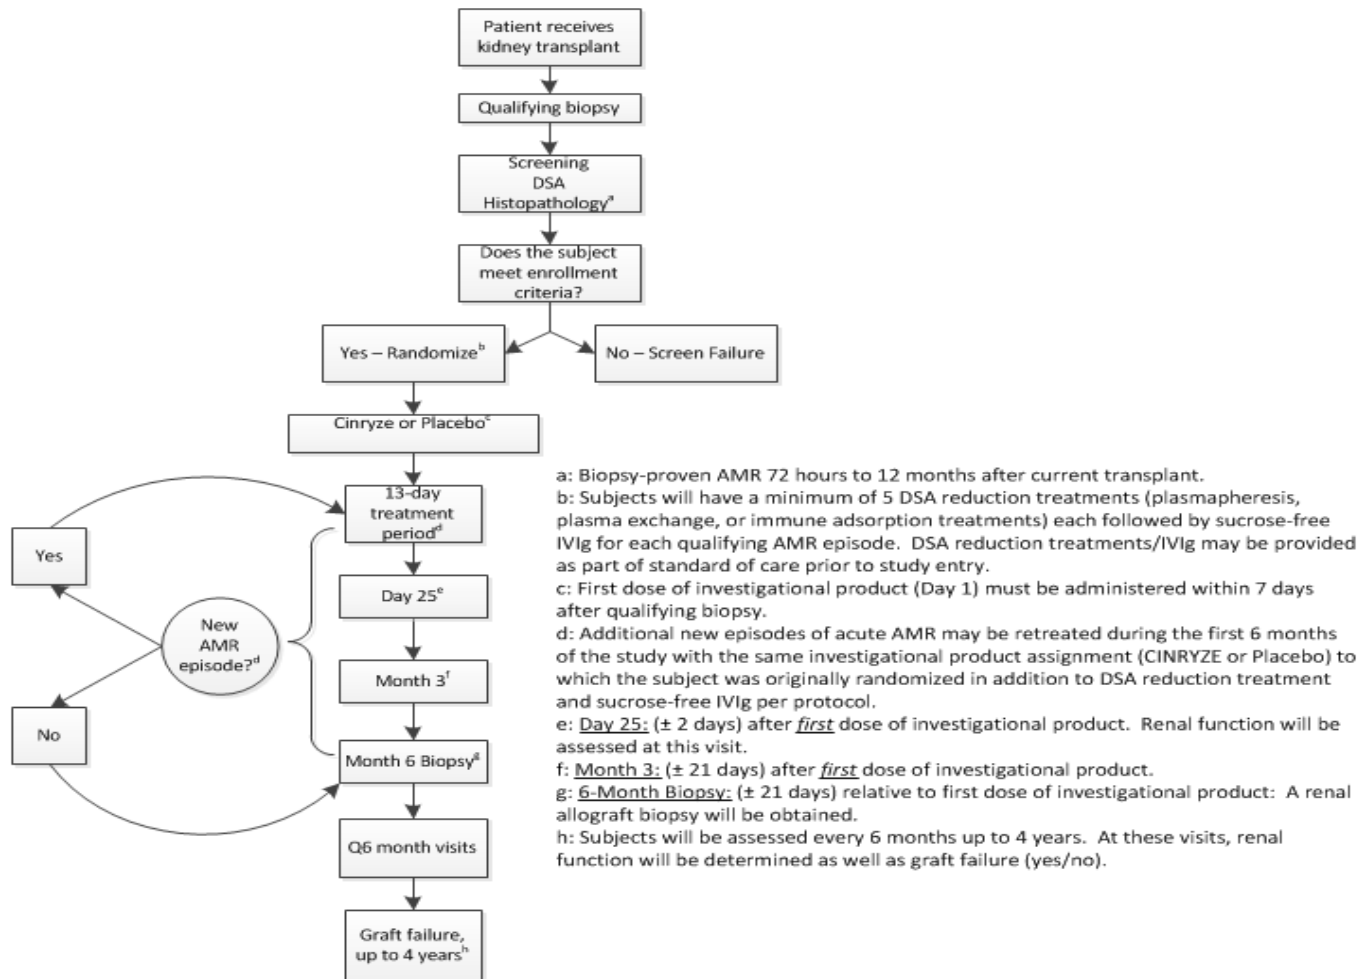 Patient receives
kidney transplant
Qualifying biopsy
Screening
DSA
Histopathologyᵃ
Does the subject
meet enrollment
criteria?
Yes – Randomizeᵇ
No – Screen Failure
Cinryze or Placeboᶜ
13-day
treatment
periodᵈ
Yes
Day 25ᵉ
New
AMR
episode?ᵈ
Month 3ᶠ
No
Month 6 Biopsyᵍ
Q6 month visits
Graft failure,
up to 4 yearsʰ
a: Biopsy-proven AMR 72 hours to 12 months after current transplant.
b: Subjects will have a minimum of 5 DSA reduction treatments (plasmapheresis,
plasma exchange, or immune adsorption treatments) each followed by sucrose-free
IVIg for each qualifying AMR episode. DSA reduction treatments/IVIg may be provided
as part of standard of care prior to study entry.
c: First dose of investigational product (Day 1) must be administered within 7 days
after qualifying biopsy.
d: Additional new episodes of acute AMR may be retreated during the first 6 months
of the study with the same investigational product assignment (CINRYZE or Placebo) to
which the subject was originally randomized in addition to DSA reduction treatment
and sucrose-free IVIg per protocol.
e: Day 25: (± 2 days) after first dose of investigational product. Renal function will be
assessed at this visit.
f: Month 3: (± 21 days) after first dose of investigational product.
g: 6-Month Biopsy: (± 21 days) relative to first dose of investigational product: A renal
allograft biopsy will be obtained.
h: Subjects will be assessed every 6 months up to 4 years. At these visits, renal
function will be determined as well as graft failure (yes/no).